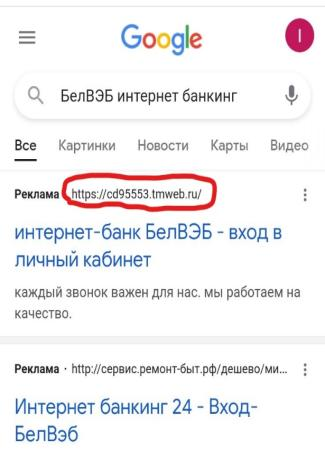 Google
I
БелВЭБ интернет банкинг
Все Картинки Новости Карты Видео
Реклама https://cd95553.tmweb.ru/
интернет-банк БелВЭБ - вход в
личный кабинет
каждый звонок важен для нас. мы работаем на
качество.
Реклама · http://сервис.ремонт-быт.рф/дешево/ми...
Интернет банкинг 24 - Вход-
БелВэб